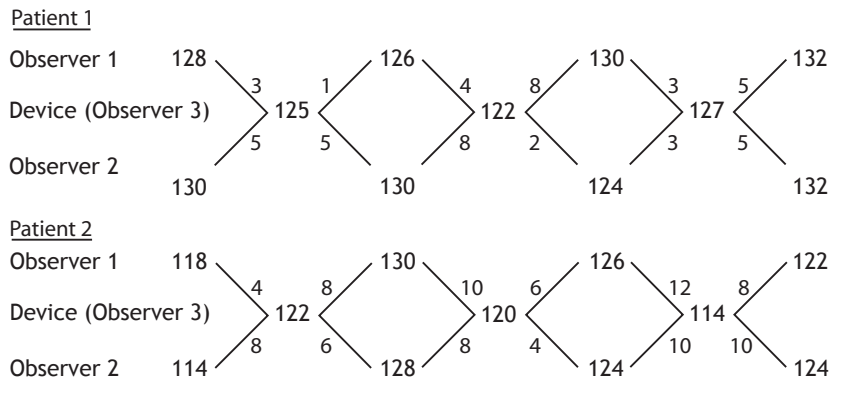 Patient 1
Observer 1 128 126 130 132
3 1 4 8 3 5
Device (Observer 3) 125 122 127
5 5 8 2 3 5
Observer 2
130 130 124 132
Patient 2
Observer 1 118 130 126 122
4 8 10 6 12 8
Device (Observer 3) 122 120 114
8 6 8 4 10 10
Observer 2 114 128 124 124